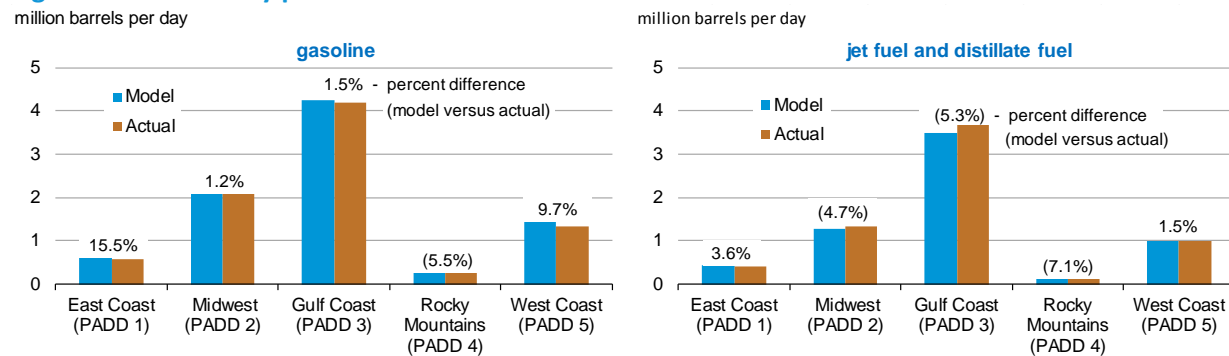 million barrels per day
gasoline
5
4
3
2
1
0
Model
Actual
1.5% - percent difference
(model versus actual)
15.5%
1.2%
(5.5%)
9.7%
East Coast
(PADD 1)
Midwest
(PADD 2)
Gulf Coast
(PADD 3)
Rocky
Mountains
(PADD 4)
West Coast
(PADD 5)
million barrels per day
jet fuel and distillate fuel
5
4
3
2
1
0
Model
Actual
(5.3%) - percent difference
(model versus actual)
3.6%
(4.7%)
(7.1%)
1.5%
East Coast
(PADD 1)
Midwest
(PADD 2)
Gulf Coast
(PADD 3)
Rocky
Mountains
(PADD 4)
West Coast
(PADD 5)